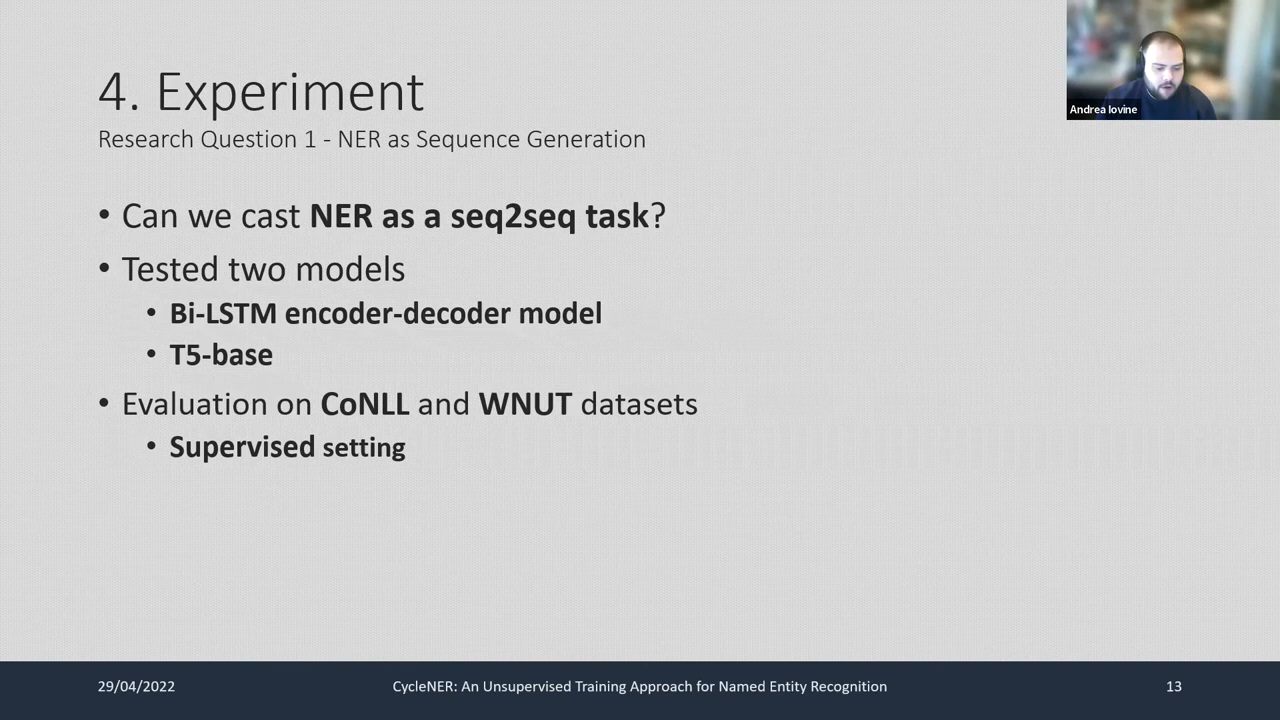 4. Experiment
Research Question 1 - NER as Sequence Generation
• Can we cast NER as a seq2seq task?
• Tested two models
• Bi-LSTM encoder-decoder model
• T5-base
• Evaluation on CoNLL and WNUT datasets
• Supervised setting
Andrea Iovine
29/04/2022
CycleNER: An Unsupervised Training Approach for Named Entity Recognition
13